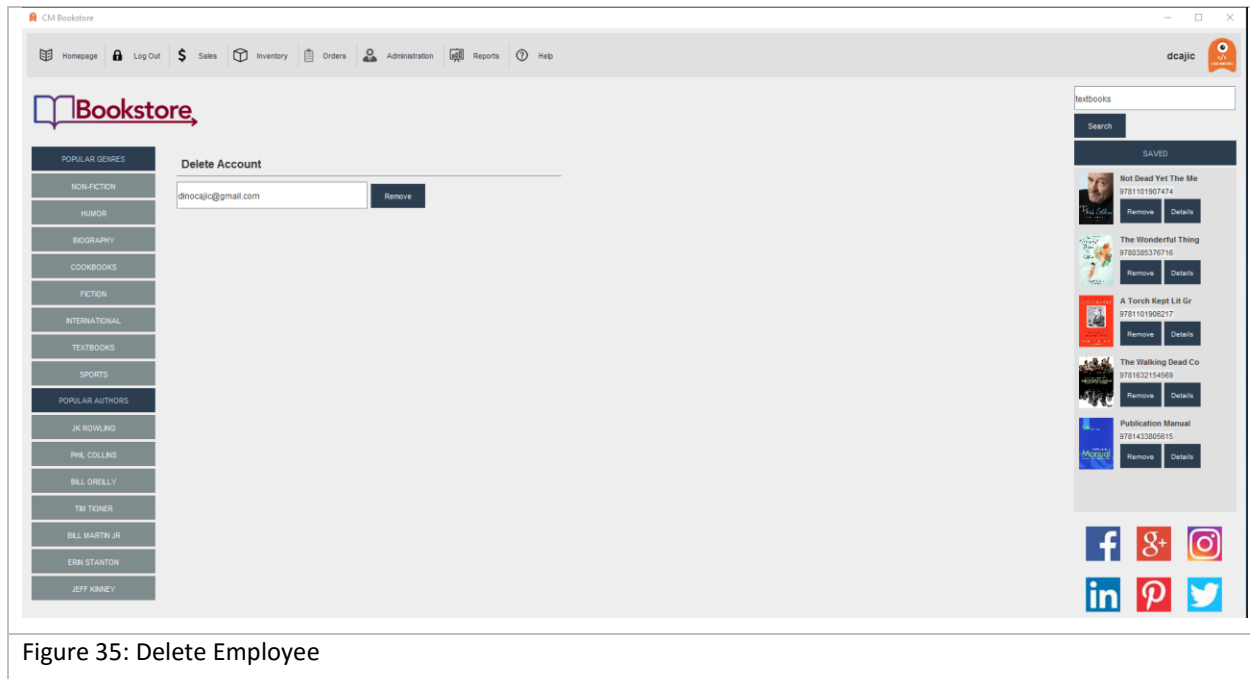 CM Bookstore
Homepage Log Out Sales Inventory Orders Administration Reports Help
dcajic
Bookstore
POPULAR GENRES
NON-FICTION
HUMOR
BIOGRAPHY
COOKBOOKS
FICTION
INTERNATIONAL
TEXTBOOKS
SPORTS
POPULAR AUTHORS
JK ROWLING
PHIL COLLINS
BILL OREILLY
TIM TIGNER
BILL MARTIN JR
ERIN STANTON
JEFF KINNEY
Delete Account
dinocajic@gmail.com
Remove
textbooks
Search
SAVED
Not Dead Yet The Me
9781101907474
Remove Details
The Wonderful Thing
9780385376716
Remove Details
A Torch Kept Lit Gr
9781101906217
Remove Details
The Walking Dead Co
9781632154569
Remove Details
Publication Manual
9781433805615
Manual
Remove Details
f g+
in p
Figure 35: Delete Employee